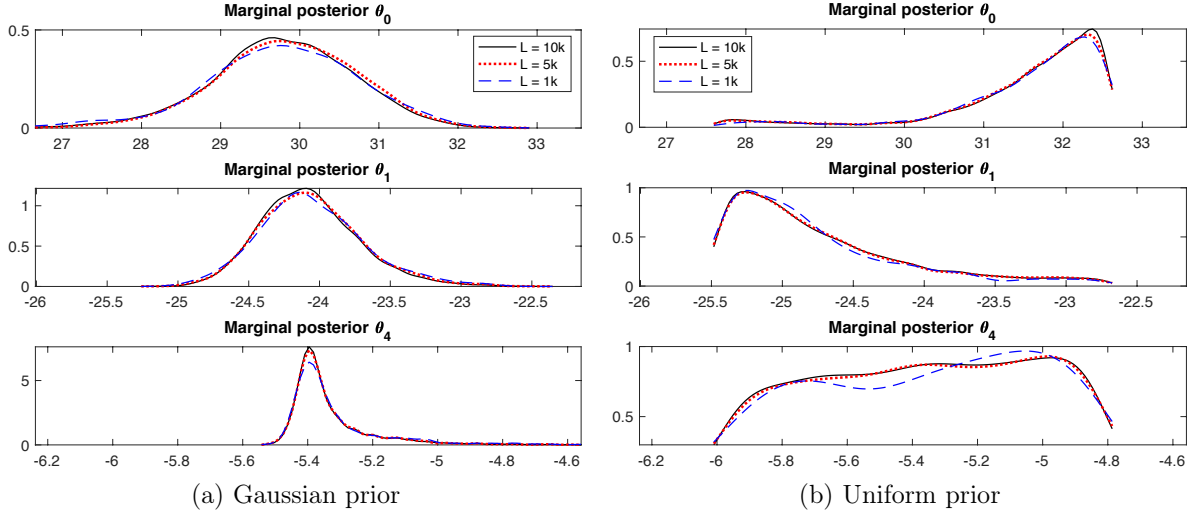 Marginal posterior θ0
0.5
0
27 28 29 30 31 32 33
L = 10k
L = 5k
L = 1k
Marginal posterior θ1
1
0.5
0
-26 -25.5 -25 -24.5 -24 -23.5 -23 -22.5
Marginal posterior θ4
5
0
-6.2 -6 -5.8 -5.6 -5.4 -5.2 -5 -4.8 -4.6
(a) Gaussian prior
Marginal posterior θ0
0.5
0
27 28 29 30 31 32 33
L = 10k
L = 5k
L = 1k
Marginal posterior θ1
1
0.5
0
-26 -25.5 -25 -24.5 -24 -23.5 -23 -22.5
Marginal posterior θ4
1
0.5
-6.2 -6 -5.8 -5.6 -5.4 -5.2 -5 -4.8 -4.6
(b) Uniform prior